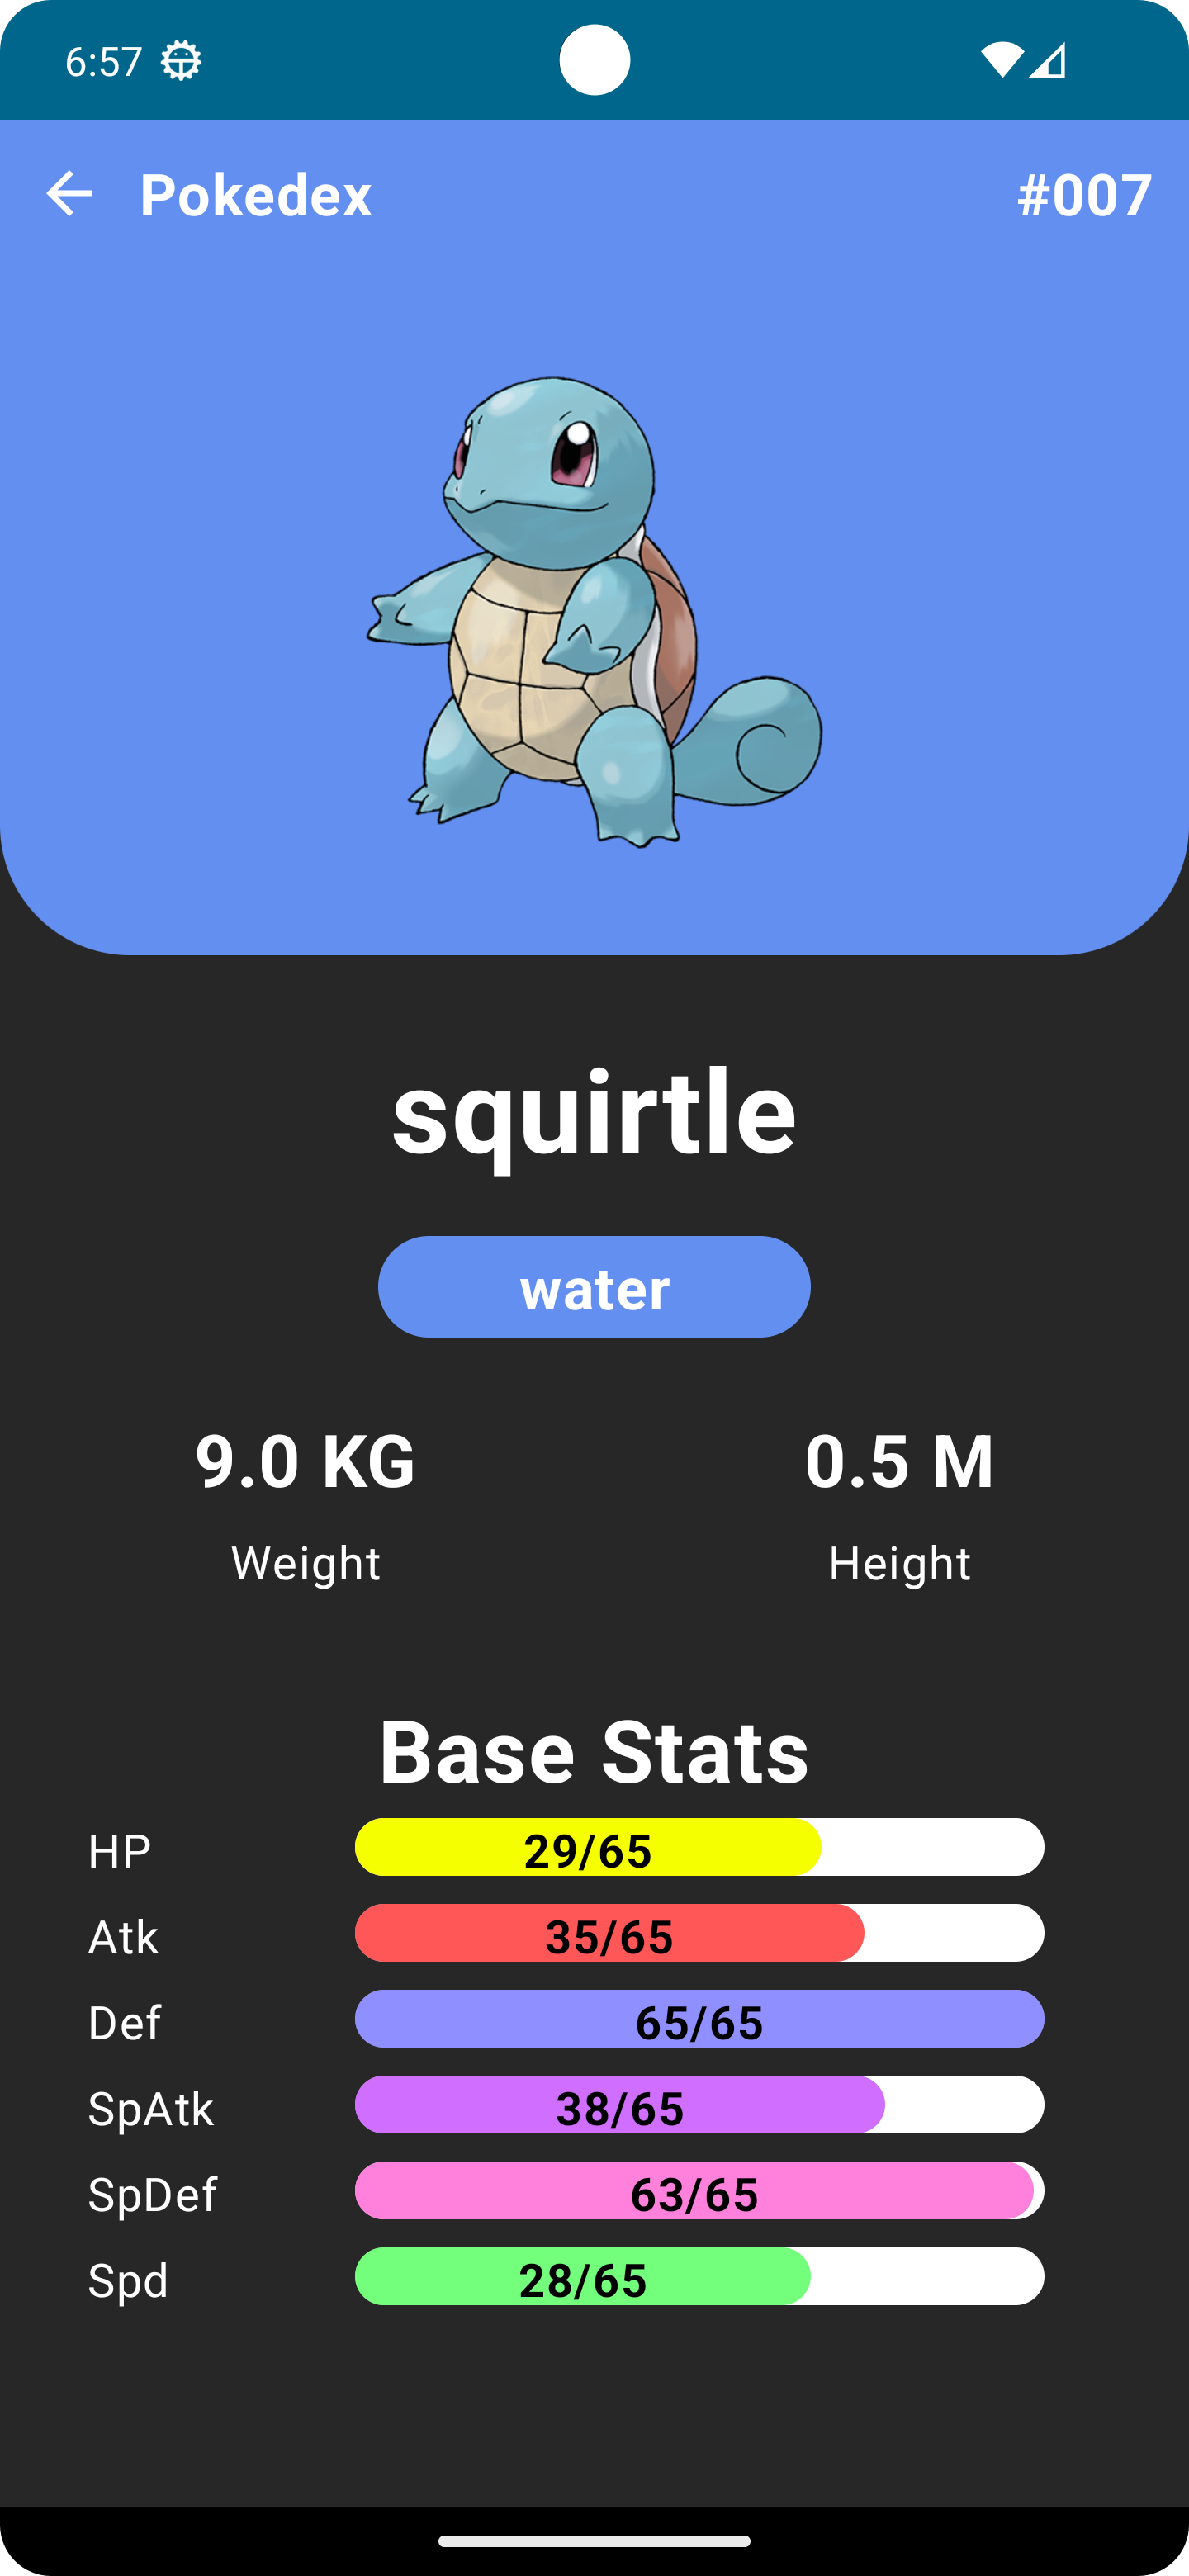 6:57
Pokedex #007
squirtle
water
9.0 KG 0.5 M
Weight Height
Base Stats
HP 29/65
Atk 35/65
Def 65/65
SpAtk 38/65
SpDef 63/65
Spd 28/65